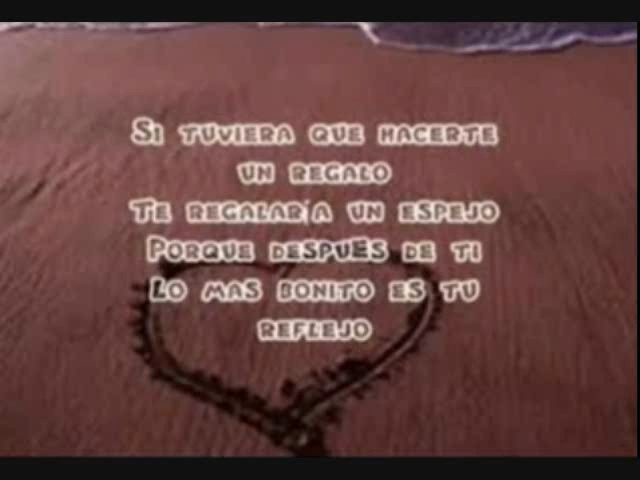 Si tuviera que hacerte
un regalo
Te regalaría un espejo
Porque después de ti
Lo mas bonito es tu
reflejo